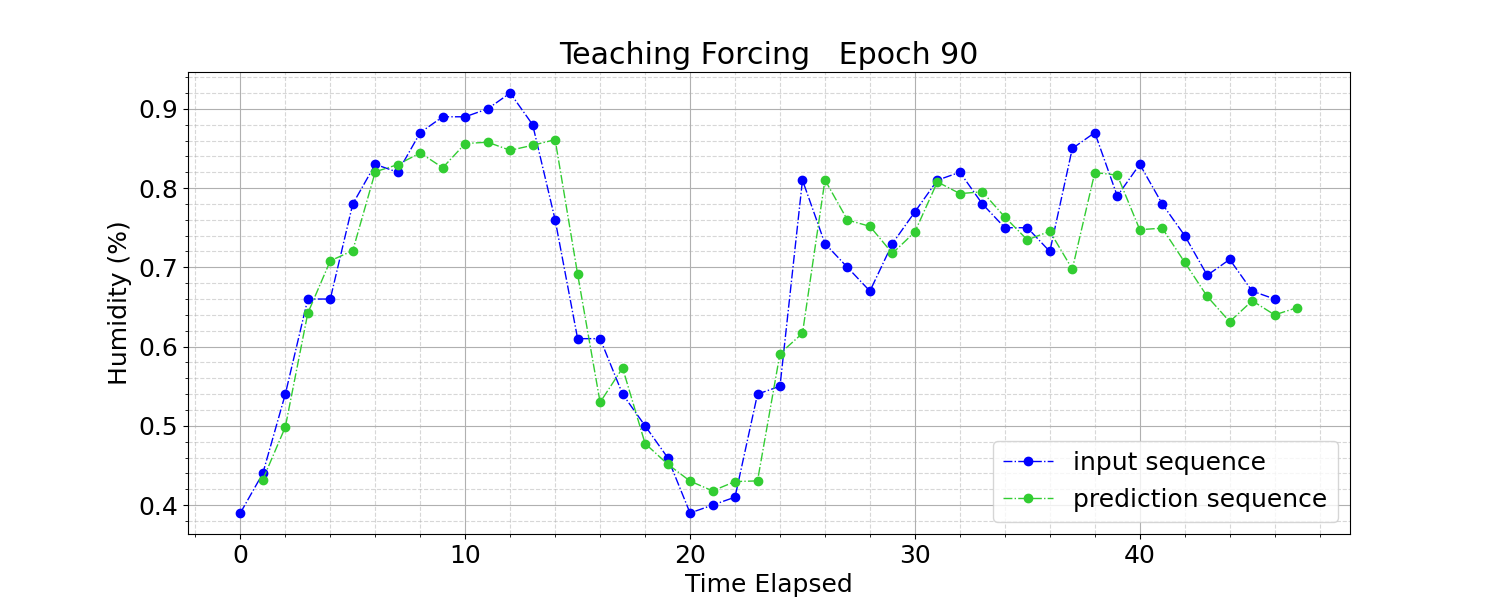 Teaching Forcing   Epoch 90
Humidity (%)
0.9
0.8
0.7
0.6
0.5
0.4
input sequence
prediction sequence
0 10 20 30 40
Time Elapsed